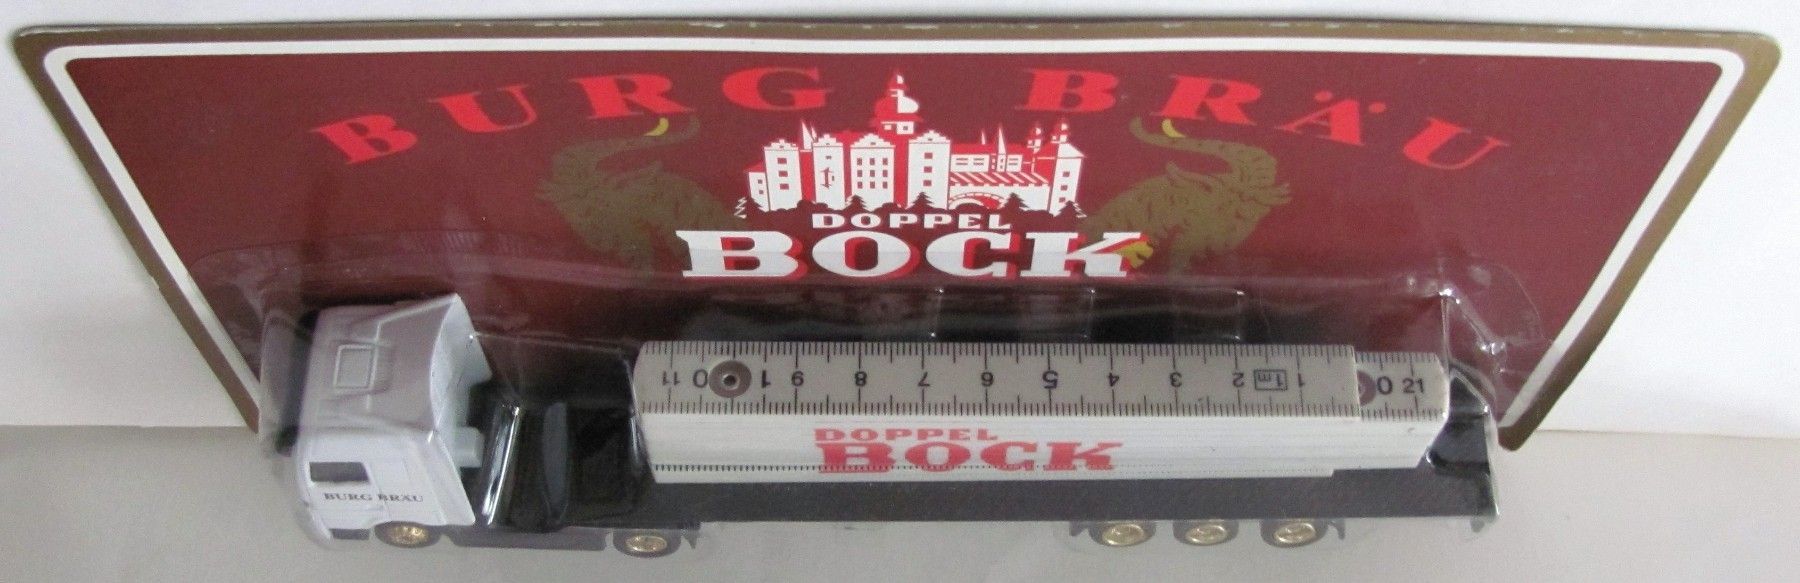 BURG BRÄU
DOPPEL
BOCK
11 0 1 9 8 7 6 5 4 3 2 1m 1 0 21
DOPPEL
BOCK
BURG BRÄU